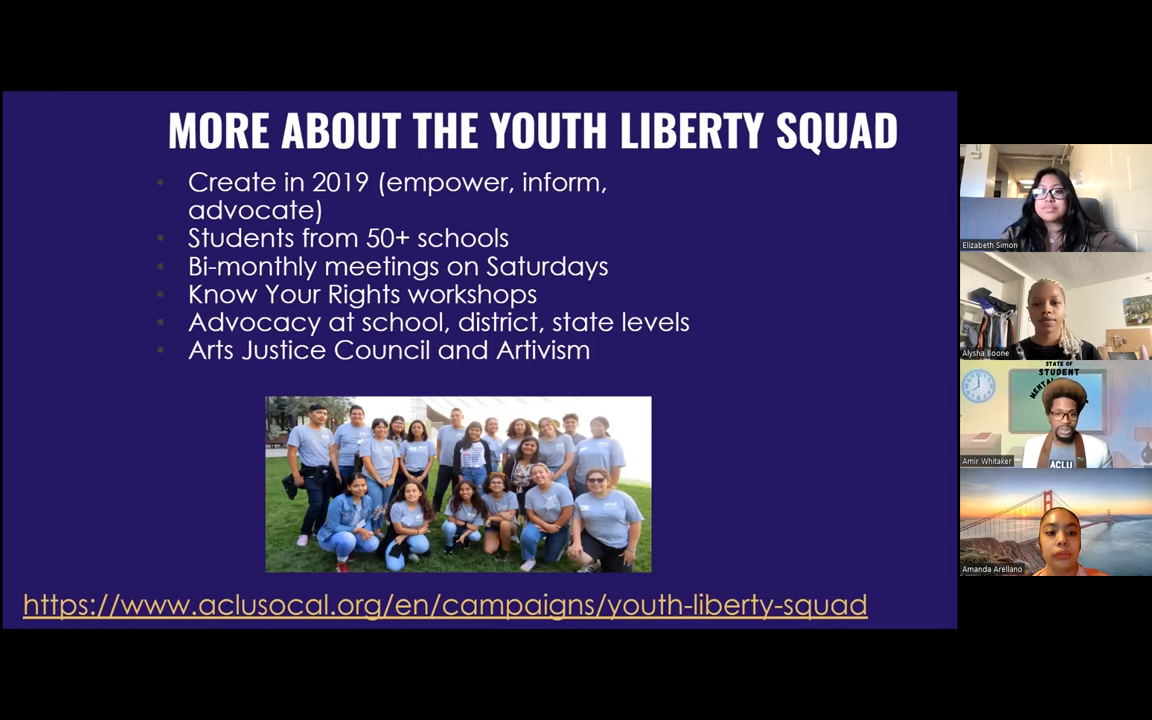 MORE ABOUT THE YOUTH LIBERTY SQUAD
Create in 2019 (empower, inform,
advocate)
Students from 50+ schools
Bi-monthly meetings on Saturdays
Know Your Rights workshops
Advocacy at school, district, state levels
Arts Justice Council and Artivism
https://www.aclusocal.org/en/campaigns/youth-liberty-squad
Elizabeth Simon
Alysha Boone
STATE OF
STUDENT
ACLU
Amir Whitaker
Amanda Arellano